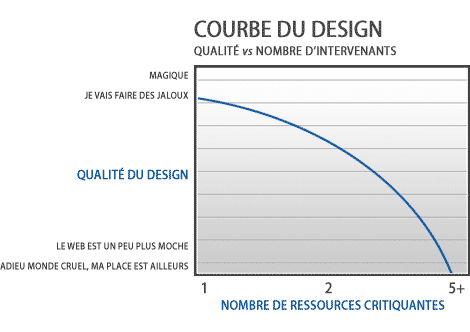 COURBE DU DESIGN
QUALITÉ vs NOMBRE D'INTERVENANTS
MAGIQUE
JE VAIS FAIRE DES JALOUX
QUALITÉ DU DESIGN
LE WEB EST UN PEU PLUS MOCHE
ADIEU MONDE CRUEL, MA PLACE EST AILLEURS
1 2 5+
NOMBRE DE RESSOURCES CRITIQUANTES